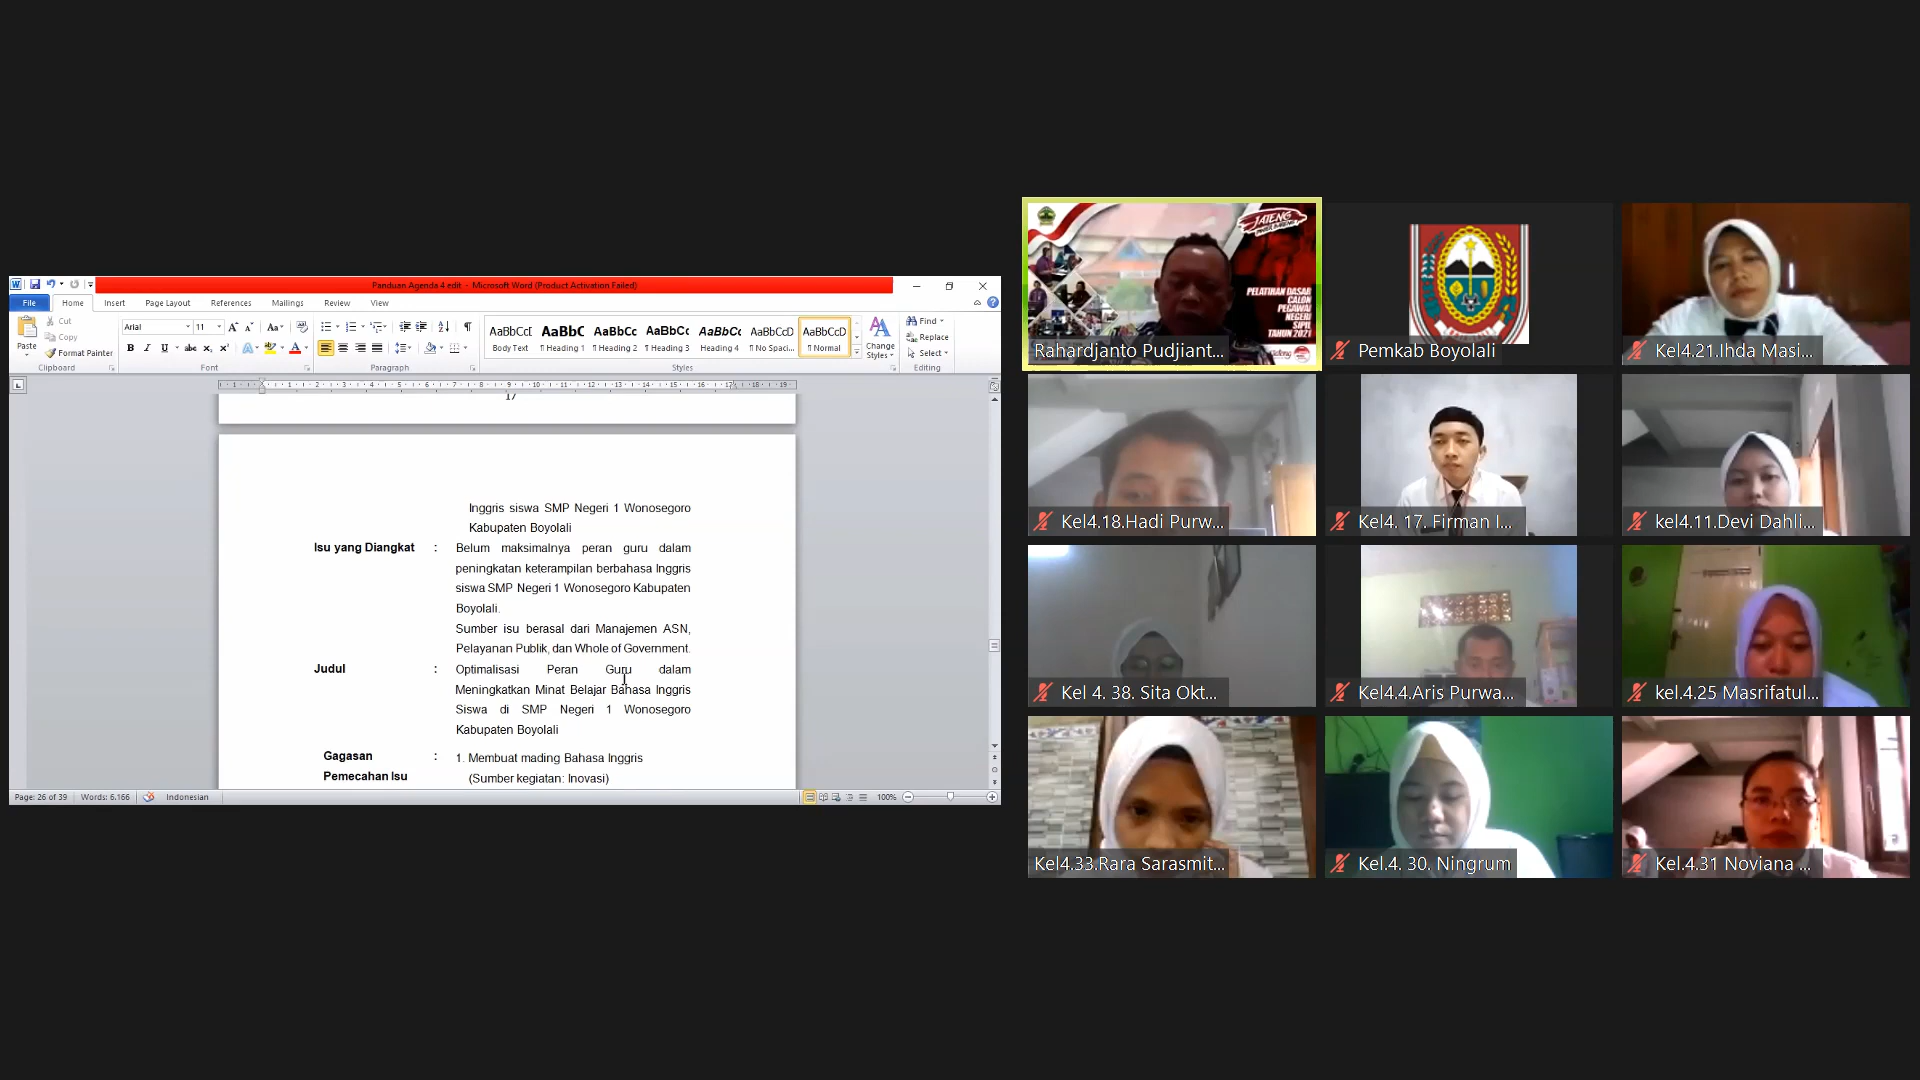 Panduan Agenda 4 edit - Microsoft Word (Product Activation Failed)
File Home Insert Page Layout References Mailings Review View
Paste
Cut
Copy
Format Painter
Clipboard
Arial 11
Font
Paragraph
AaBbCcI AaBbC AaBbCc AaBbCc AaBbCc AaBbCcD AaBbCcD
Body Text ¶ Heading 1 ¶ Heading 2 ¶ Heading 3 Heading 4 ¶ No Spaci... ¶ Normal
Change Styles
Styles
Find
Replace
Select
Editing
17
Inggris siswa SMP Negeri 1 Wonosegoro
Kabupaten Boyolali
Isu yang Diangkat : Belum maksimalnya peran guru dalam
peningkatan keterampilan berbahasa Inggris
siswa SMP Negeri 1 Wonosegoro Kabupaten
Boyolali.
Sumber isu berasal dari Manajemen ASN,
Pelayanan Publik, dan Whole of Government.
Judul : Optimalisasi Peran Guru dalam
Meningkatkan Minat Belajar Bahasa Inggris
Siswa di SMP Negeri 1 Wonosegoro
Kabupaten Boyolali
Gagasan : 1. Membuat mading Bahasa Inggris
Pemecahan Isu (Sumber kegiatan: Inovasi)
Page: 26 of 39 Words: 6.166 Indonesian 100%
JATENG
PELATIHAN DASAR
CALON
PEGAWAI
NEGERI
SIPIL
TAHUN 2021
Rahardjanto Pudjiant...
BOYOLALI
Pemkab Boyolali
Kel4.21.Ihda Masi...
Kel4.18.Hadi Purw...
Kel4. 17. Firman I...
kel4.11.Devi Dahli...
Kel 4. 38. Sita Okt...
Kel4.4.Aris Purwa...
kel.4.25 Masrifatul...
Kel4.33.Rara Sarasmit...
Kel.4. 30. Ningrum
Kel.4.31 Noviana ...